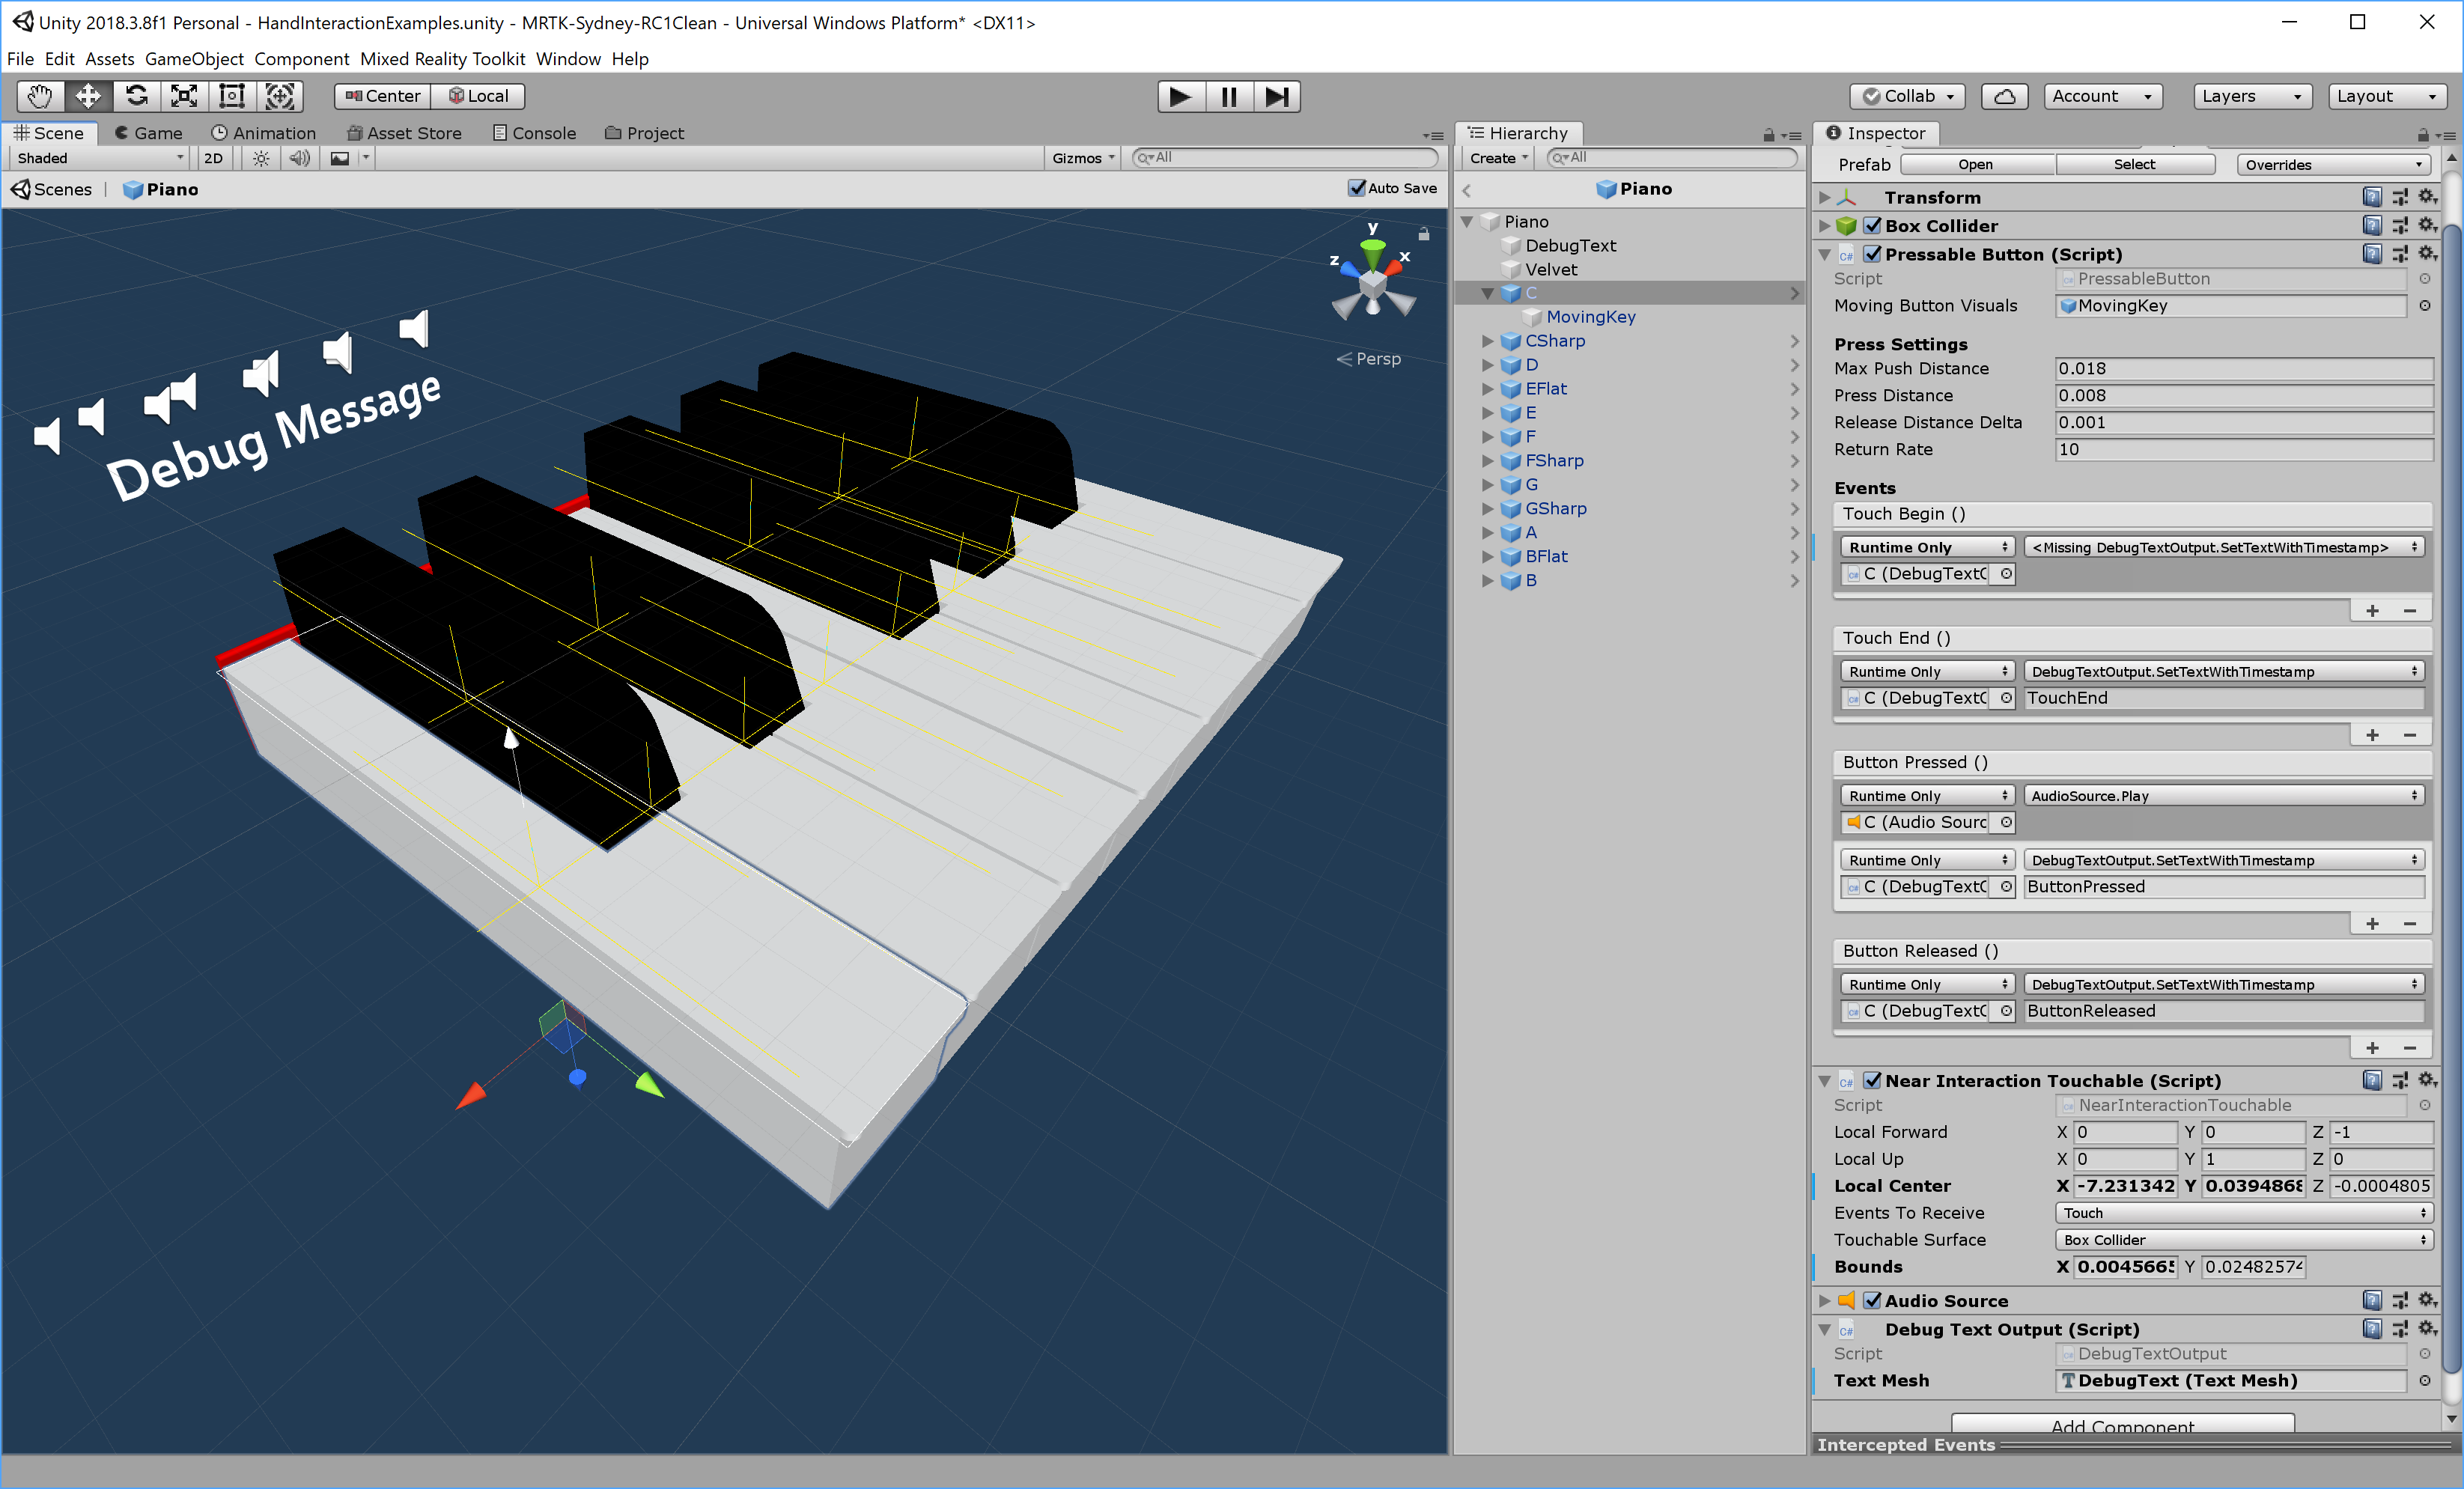 Unity 2018.3.8f1 Personal - HandInteractionExamples.unity - MRTK-Sydney-RC1Clean - Universal Windows Platform* <DX11>
File Edit Assets GameObject Component Mixed Reality Toolkit Window Help
Center Local Collab Account Layers Layout
Scene Game Animation Asset Store Console Project
Shaded 2D Gizmos All
Scenes | Piano Auto Save
Debug Message
y
z x
Persp
Hierarchy
Create All
Piano
Piano
DebugText
Velvet
C
MovingKey
CSharp
D
EFlat
E
F
FSharp
G
GSharp
A
BFlat
B
Inspector
Prefab Open Select Overrides
Transform
Box Collider
Pressable Button (Script)
Script PressableButton
Moving Button Visuals MovingKey
Press Settings
Max Push Distance 0.018
Press Distance 0.008
Release Distance Delta 0.001
Return Rate 10
Events
Touch Begin ()
Runtime Only <Missing DebugTextOutput.SetTextWithTimestamp>
C (DebugTextO
Touch End ()
Runtime Only DebugTextOutput.SetTextWithTimestamp
C (DebugTextO TouchEnd
Button Pressed ()
Runtime Only AudioSource.Play
C (Audio Sourc
Runtime Only DebugTextOutput.SetTextWithTimestamp
C (DebugTextO ButtonPressed
Button Released ()
Runtime Only DebugTextOutput.SetTextWithTimestamp
C (DebugTextO ButtonReleased
Near Interaction Touchable (Script)
Script NearInteractionTouchable
Local Forward X 0 Y 0 Z -1
Local Up X 0 Y 1 Z 0
Local Center X -7.231342 Y 0.0394868 Z -0.0004805
Events To Receive Touch
Touchable Surface Box Collider
Bounds X 0.0045665 Y 0.02482574
Audio Source
Debug Text Output (Script)
Script DebugTextOutput
Text Mesh DebugText (Text Mesh)
Add Component
Intercepted Events